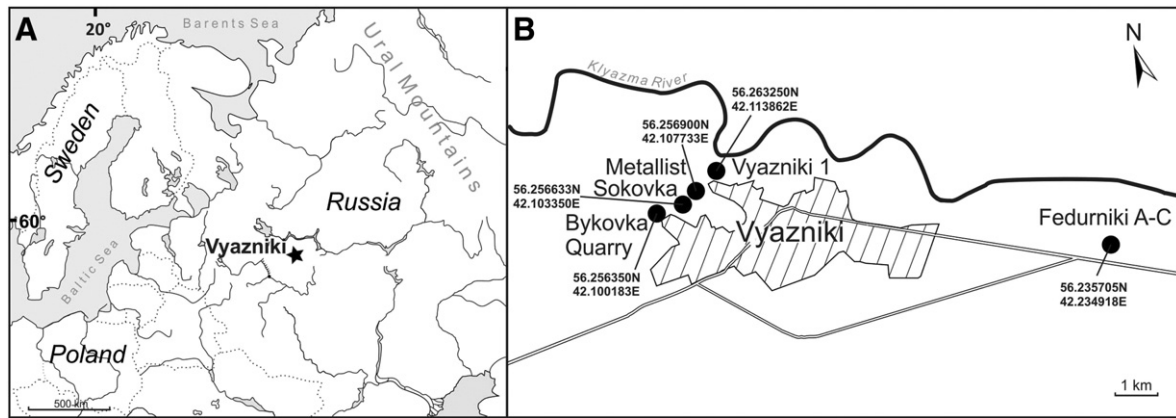 A
20°
Barents Sea
Ural Mountains
Sweden
Russia
60°
Vyazniki
Baltic Sea
Poland
500 km
B
N
Klyazma River
56.263250N
42.113862E
56.256900N
42.107733E
Metallist
Vyazniki 1
56.256633N
42.103350E
Sokovka
Bykovka
Quarry
Vyazniki
Fedurniki A-C
56.256350N
42.100183E
56.235705N
42.234918E
1 km